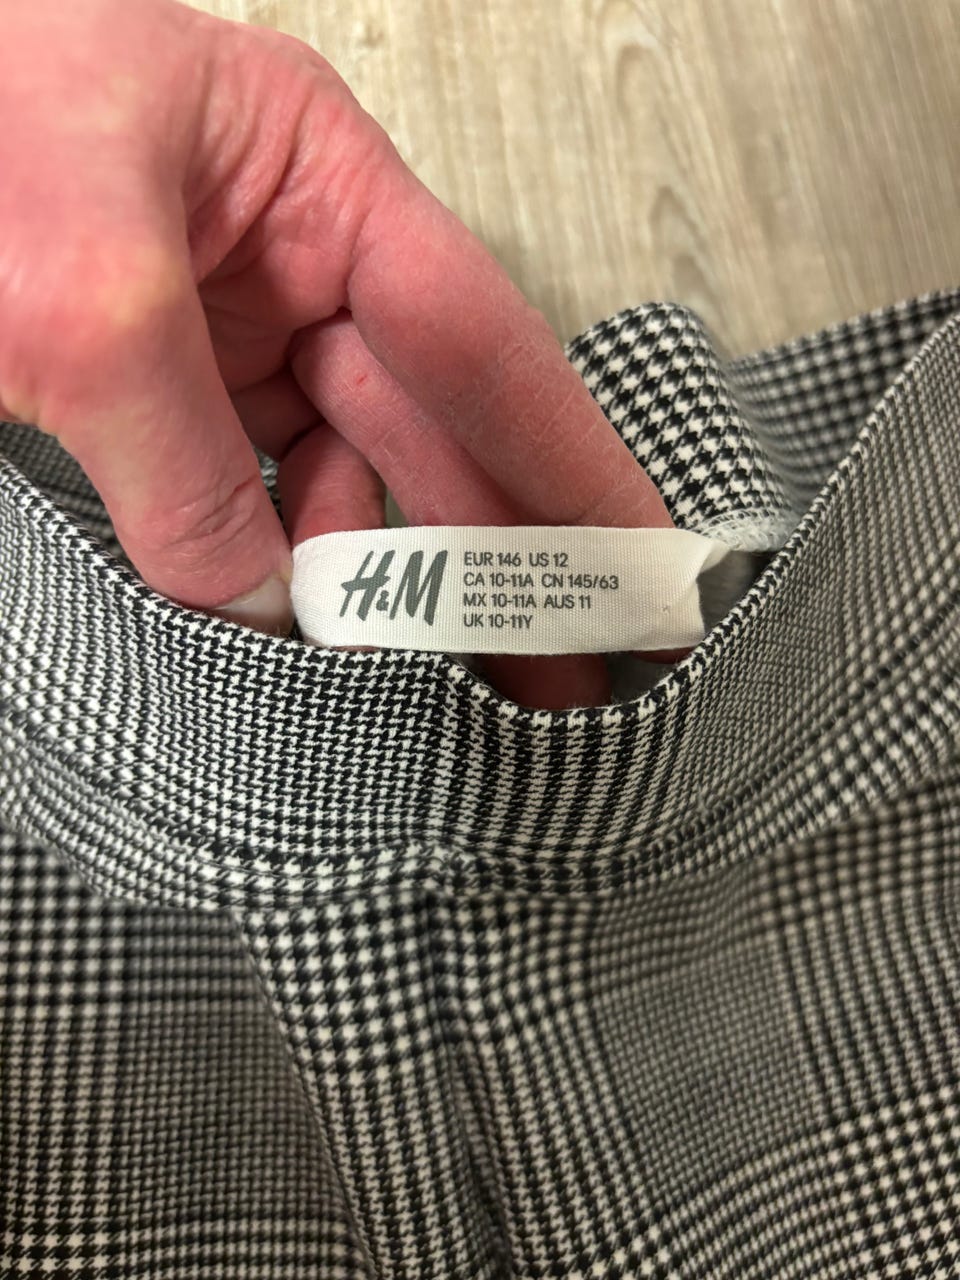 H&M
EUR 146 US 12
CA 10-11A CN 145/63
MX 10-11A AUS 11
UK 10-11Y